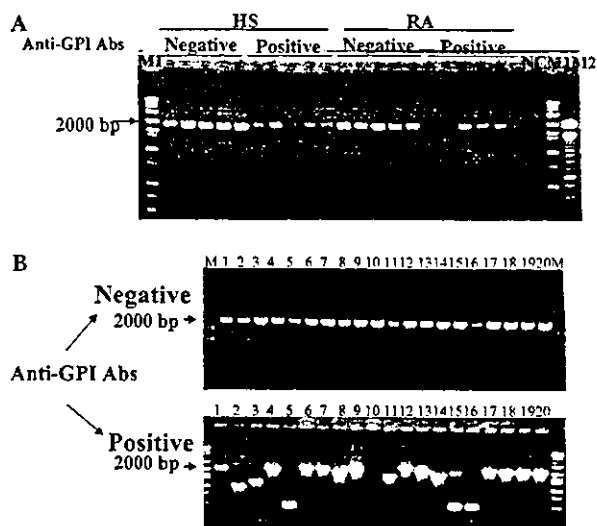 A
HS RA
Anti-GPI Abs Negative Positive Negative Positive
M1 NCM1M2
2000 bp
B
M 1 2 3 4 5 6 7 8 9 10 11 12 13 14 15 16 17 18 19 20 M
Negative
2000 bp
Anti-GPI Abs
1 2 3 4 5 6 7 8 9 10 11 12 13 14 15 16 17 18 19 20
Positive
2000 bp